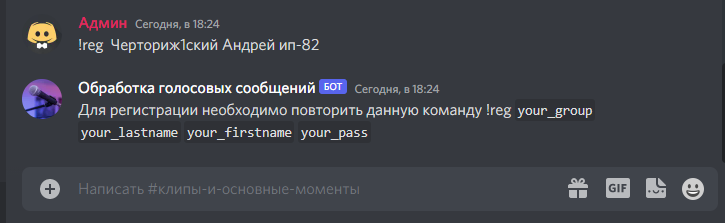 Админ Сегодня, в 18:24
!reg Черториж1ский Андрей ип-82
Обработка голосовых сообщений БОТ Сегодня, в 18:24
Для регистрации необходимо повторить данную команду !reg your_group
your_lastname your_firstname your_pass
Написать #клипы-и-основные-моменты GIF